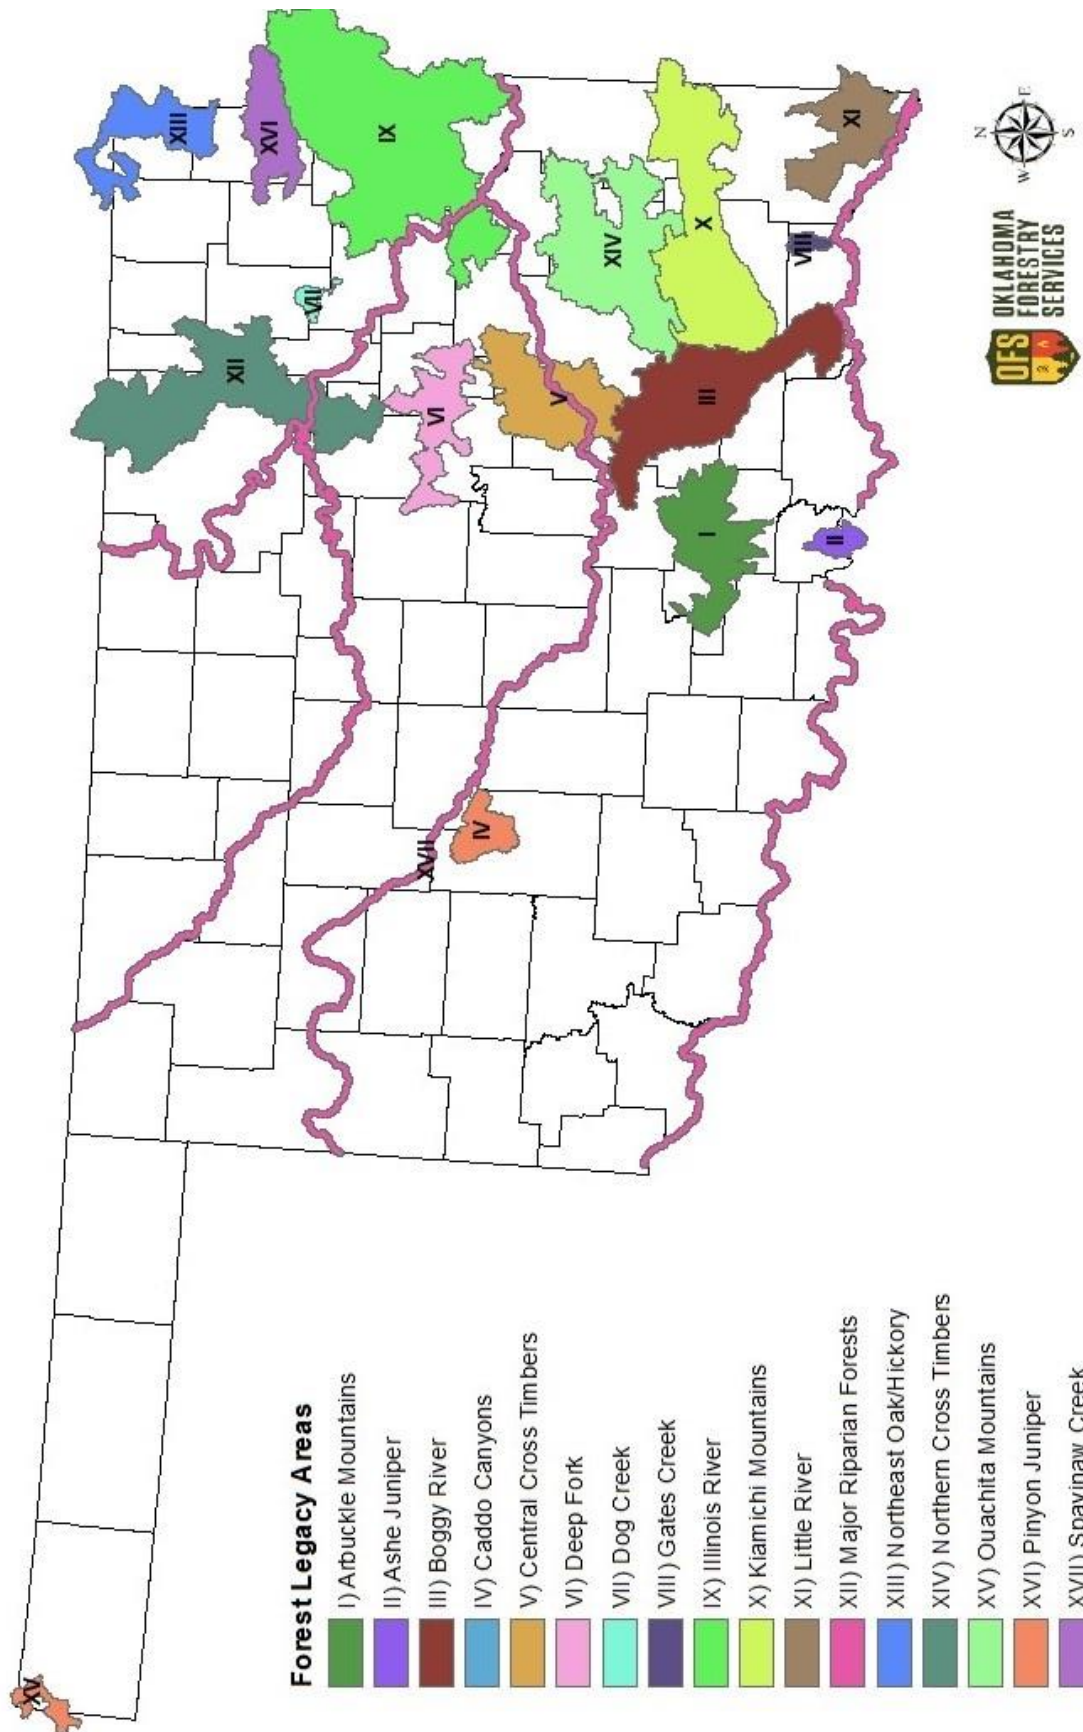 XV
XIII
XVI
IX
XII
VII
VI
XVII
IV
V
XIV
X
III
I
II
VIII
XI
Forest Legacy Areas
I) Arbuckle Mountains
II) Ashe Juniper
III) Boggy River
IV) Caddo Canyons
V) Central Cross Timbers
VI) Deep Fork
VII) Dog Creek
VIII) Gates Creek
IX) Illinois River
X) Kiamichi Mountains
XI) Little River
XII) Major Riparian Forests
XIII) Northeast Oak/Hickory
XIV) Northern Cross Timbers
XV) Ouachita Mountains
XVI) Pinyon Juniper
XVII) Spavinaw Creek
OFS
OKLAHOMA
FORESTRY
SERVICES
N
W E
S